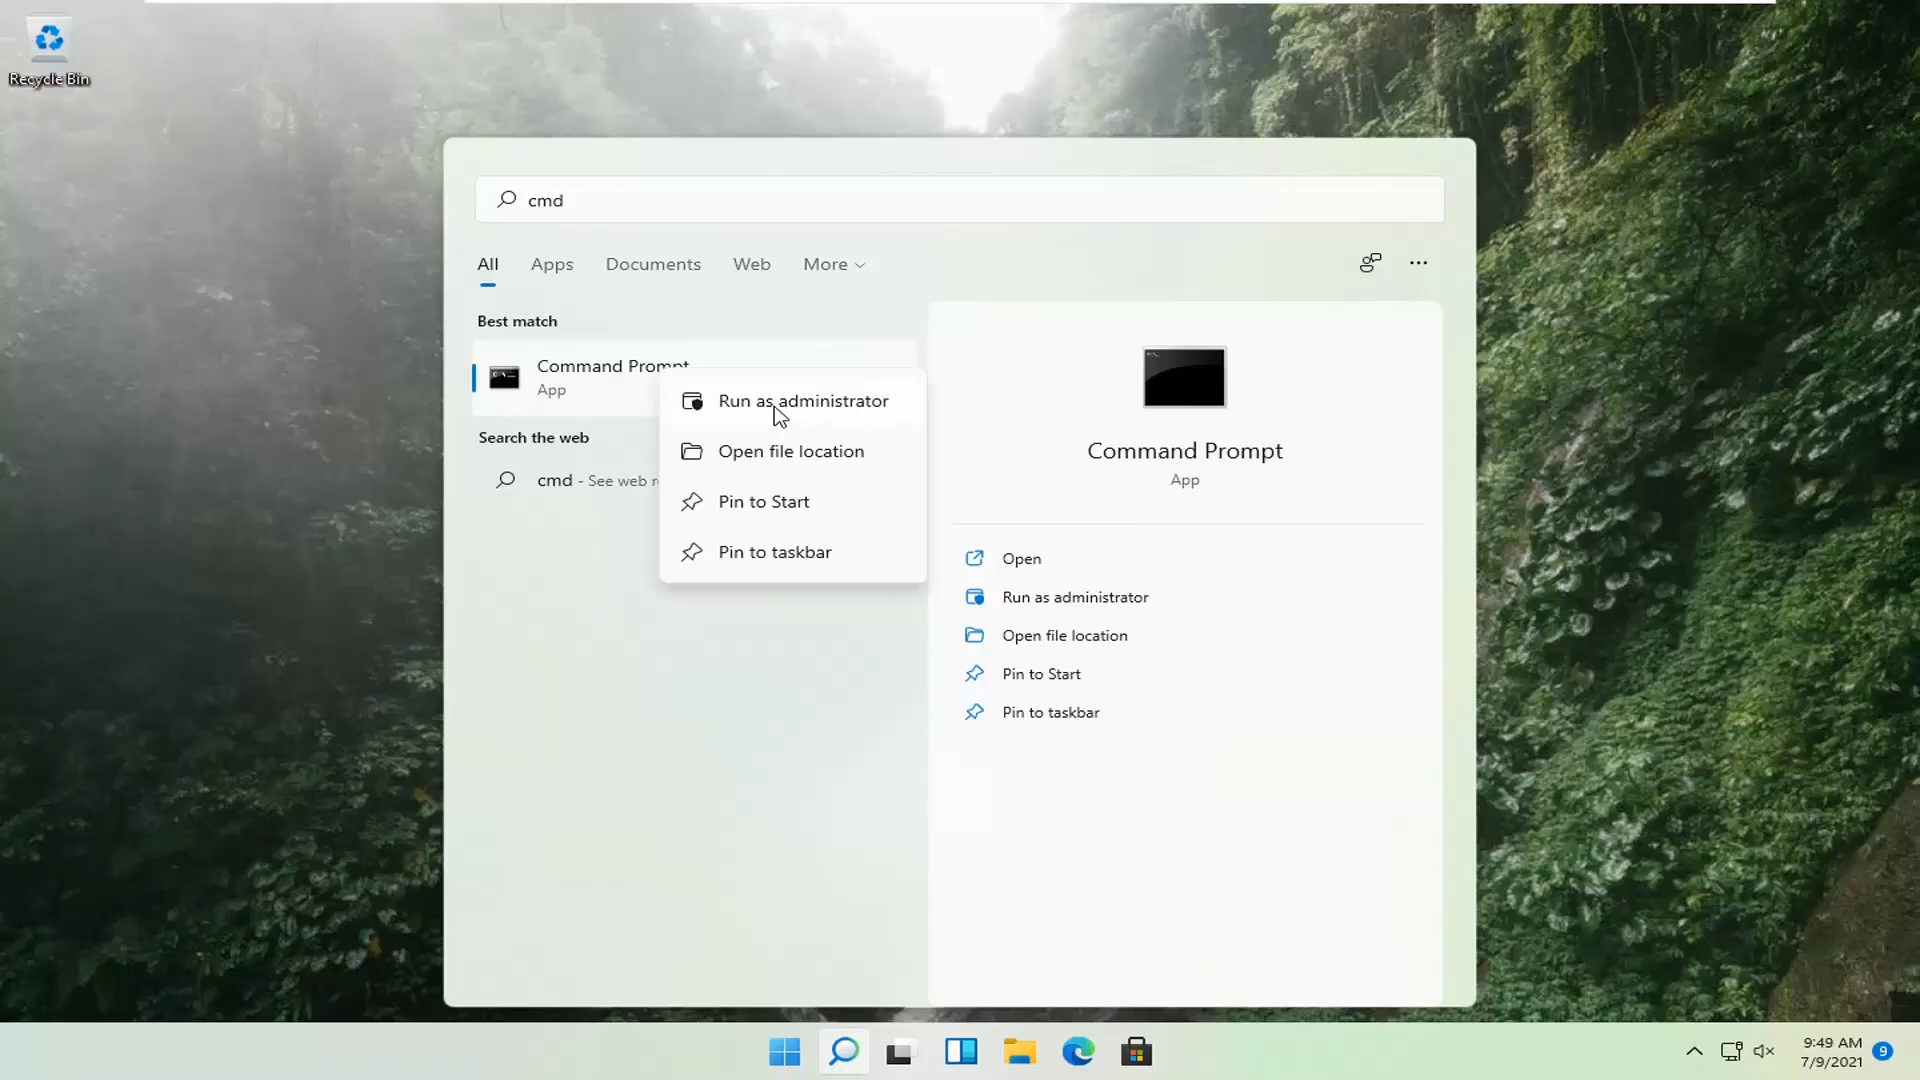 Recycle Bin
cmd
All
Apps
Documents
Web
More
Best match
Command Prompt
App
Search the web
cmd - See web r
Run as administrator
Open file location
Pin to Start
Pin to taskbar
Command Prompt
App
Open
Run as administrator
Open file location
Pin to Start
Pin to taskbar
9:49 AM
7/9/2021
9